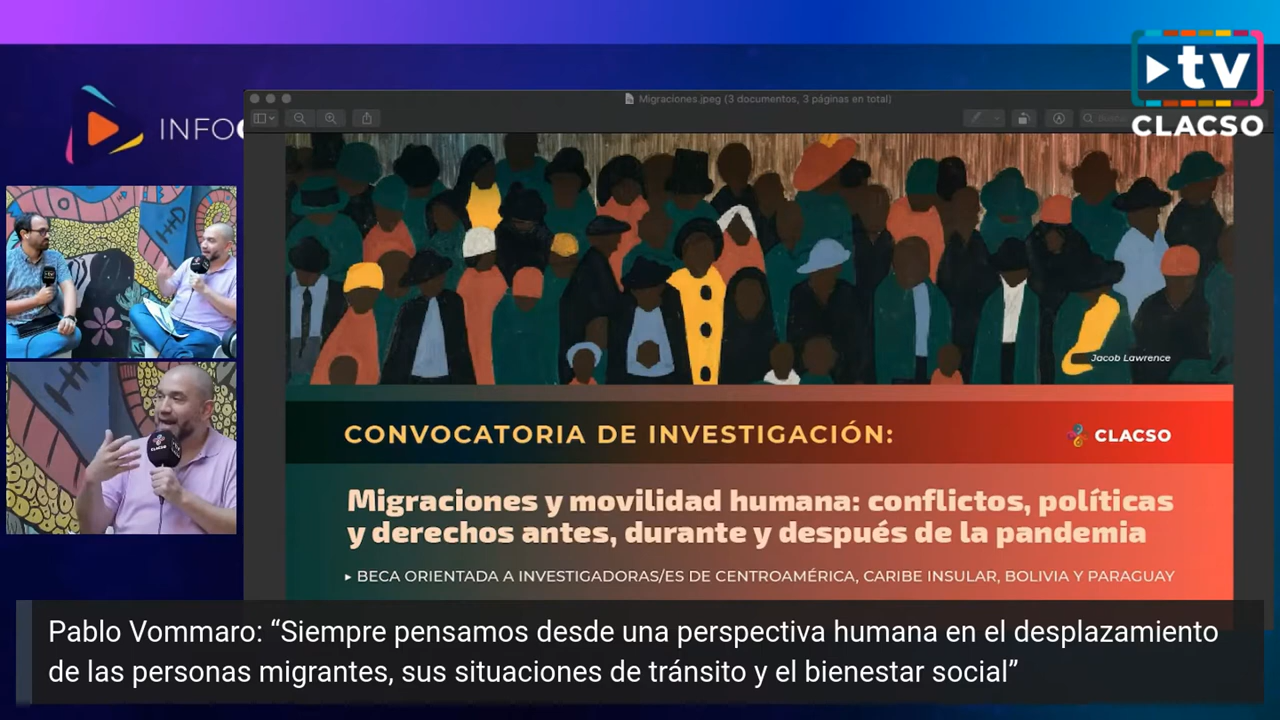 tv
CLACSO
INFO
Migraciones.jpeg (3 documentos, 3 páginas en total)
Jacob Lawrence
CONVOCATORIA DE INVESTIGACIÓN:
CLACSO
Migraciones y movilidad humana: conflictos, políticas
y derechos antes, durante y después de la pandemia
▸ BECA ORIENTADA A INVESTIGADORAS/ES DE CENTROAMÉRICA, CARIBE INSULAR, BOLIVIA Y PARAGUAY
Pablo Vommaro: “Siempre pensamos desde una perspectiva humana en el desplazamiento
de las personas migrantes, sus situaciones de tránsito y el bienestar social”